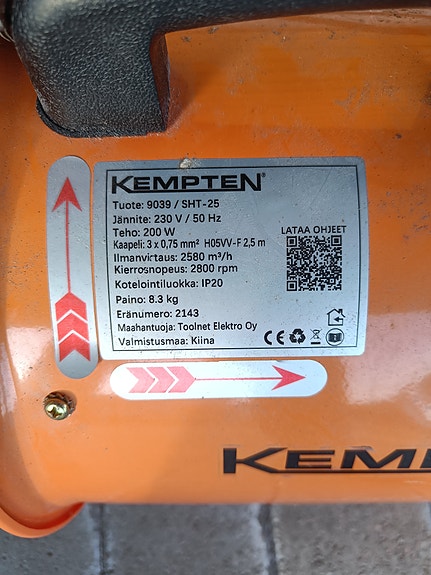 KEMPTEN®
Tuote: 9039 / SHT-25
Jännite: 230 V / 50 Hz
Teho: 200 W
LATAA OHJEET
Kaapeli: 3 x 0,75 mm² H05VV-F 2,5 m
Ilmanvirtaus: 2580 m³/h
Kierrosnopeus: 2800 rpm
Kotelointiluokka: IP20
Paino: 8.3 kg
Eränumero: 2143
Maahantuoja: Toolnet Elektro Oy
Valmistusmaa: Kiina
CE
KEMP